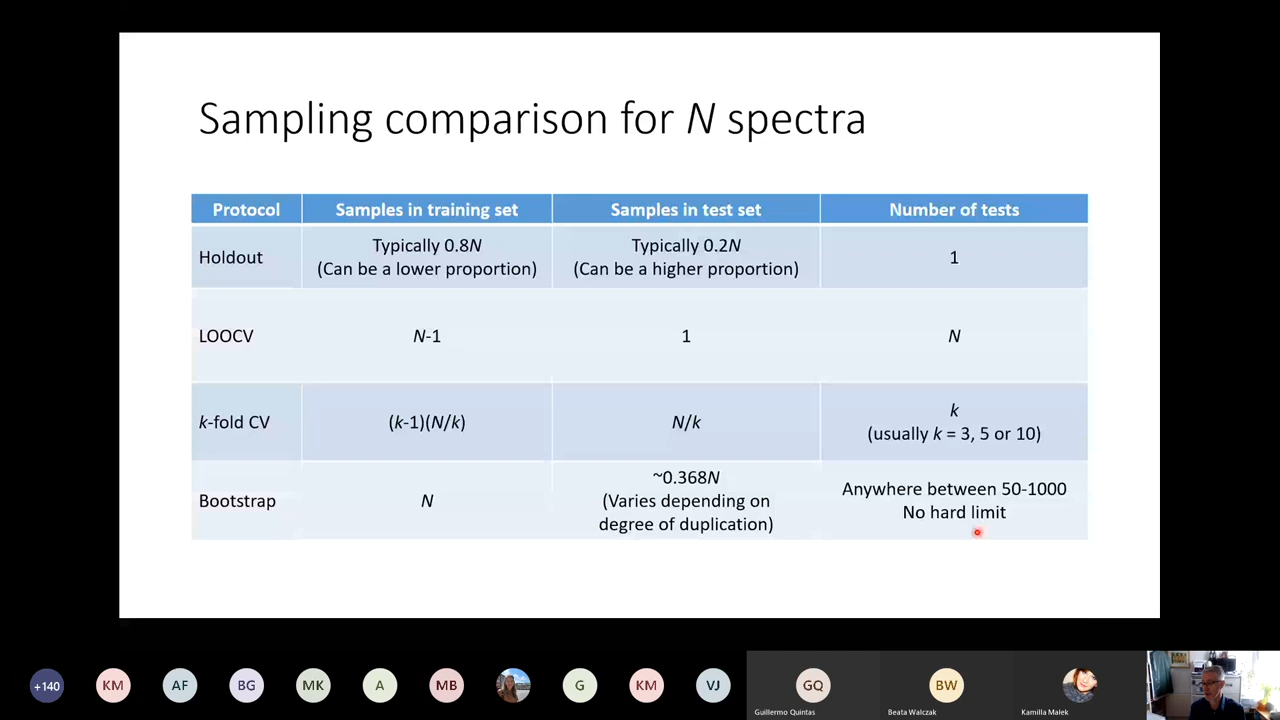 Sampling comparison for N spectra
Protocol
Samples in training set
Samples in test set
Number of tests
Holdout
Typically 0.8N
(Can be a lower proportion)
Typically 0.2N
(Can be a higher proportion)
1
LOOCV
N-1
1
N
k-fold CV
(k-1)(N/k)
N/k
k
(usually k = 3, 5 or 10)
Bootstrap
N
~0.368N
(Varies depending on
degree of duplication)
Anywhere between 50-1000
No hard limit
+140
KM
AF
BG
MK
A
MB
G
KM
VJ
GQ
BW
Guillermo Quintas
Beata Walczak
Kamilla Małek